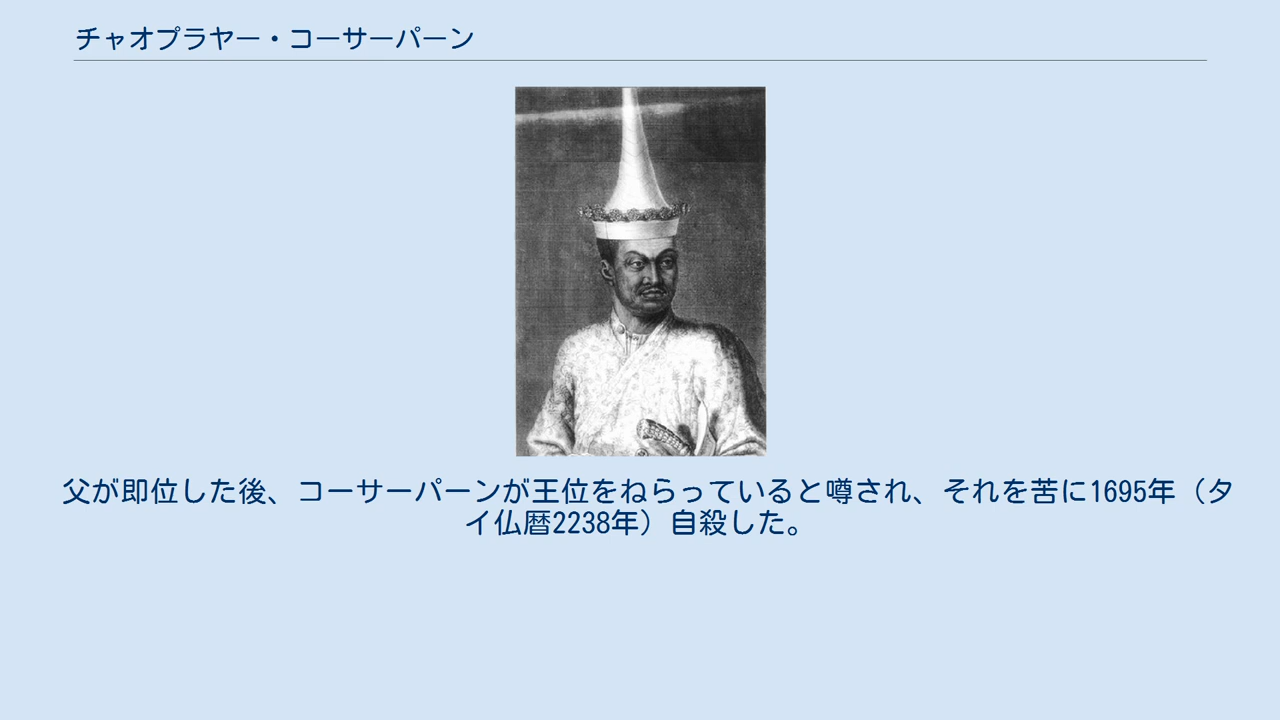 チャオプラヤー・コーサーパーン
父が即位した後、コーサーパーンが王位をねらっていると噂され、それを苦に1695年（タ
イ仏暦2238年）自殺した。